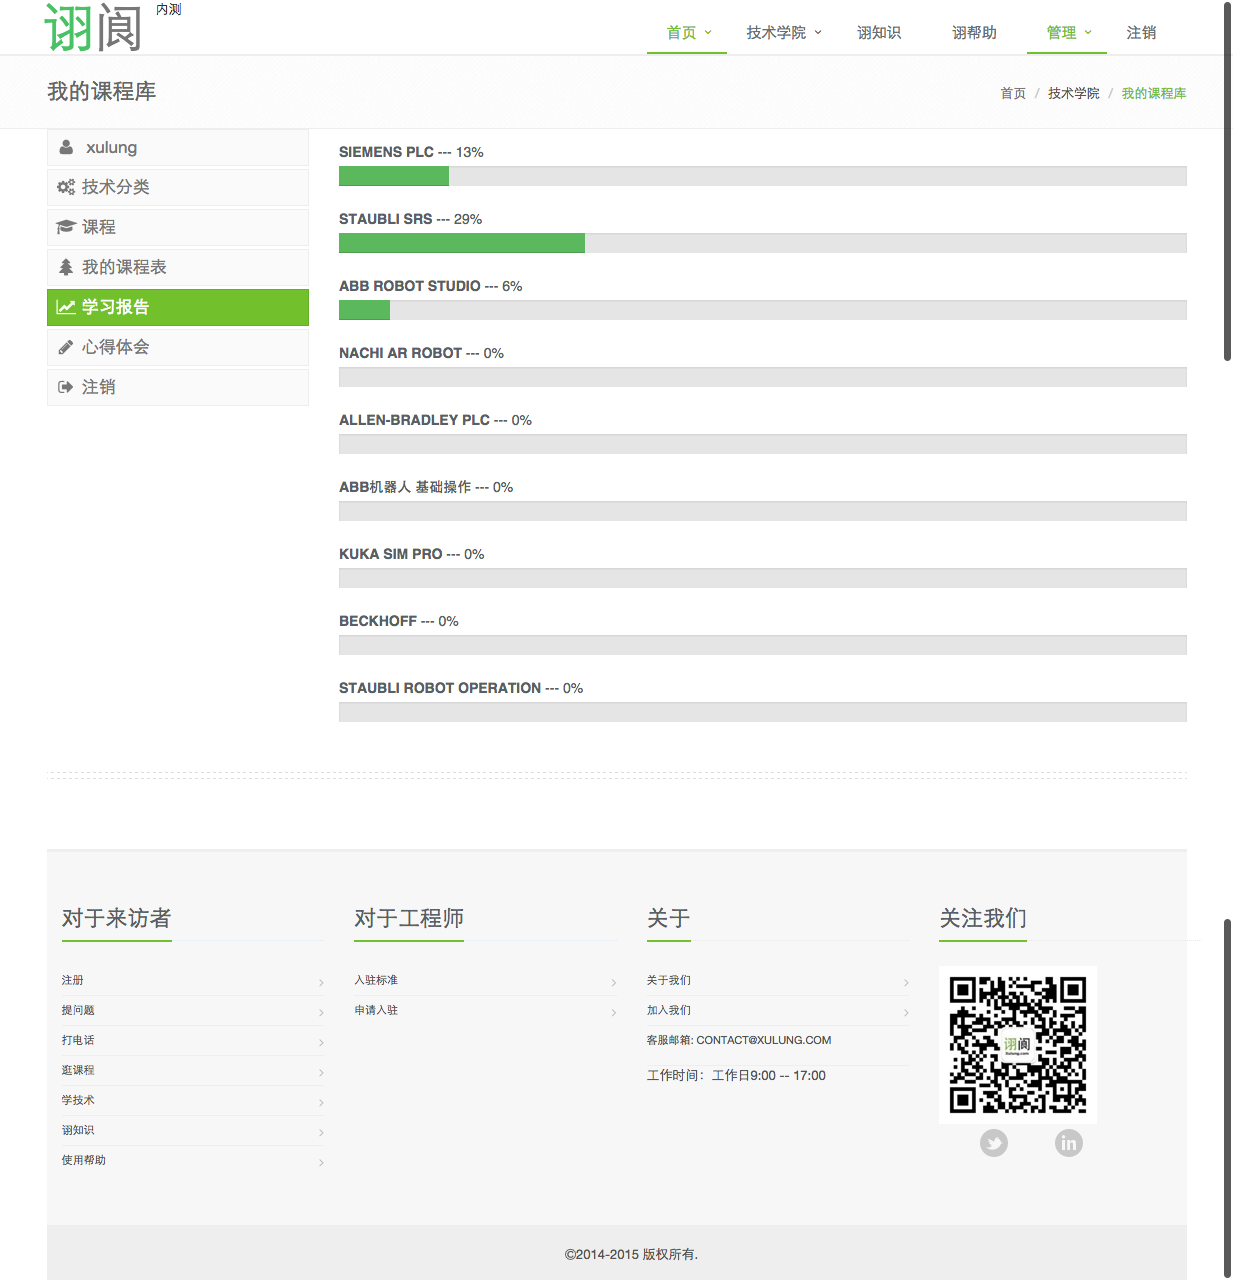 诩阆 内测
首页 技术学院 诩知识 诩帮助 管理 注销
我的课程库
首页 / 技术学院 / 我的课程库
xulung
技术分类
课程
我的课程表
学习报告
心得体会
注销
SIEMENS PLC --- 13%
STAUBLI SRS --- 29%
ABB ROBOT STUDIO --- 6%
NACHI AR ROBOT --- 0%
ALLEN-BRADLEY PLC --- 0%
ABB机器人 基础操作 --- 0%
KUKA SIM PRO --- 0%
BECKHOFF --- 0%
STAUBLI ROBOT OPERATION --- 0%
对于来访者
注册
提问题
打电话
逛课程
学技术
诩知识
使用帮助
对于工程师
入驻标准
申请入驻
关于
关于我们
加入我们
客服邮箱: CONTACT@XULUNG.COM
工作时间：工作日9:00 -- 17:00
关注我们
诩阆
Xulung.com
©2014-2015 版权所有.